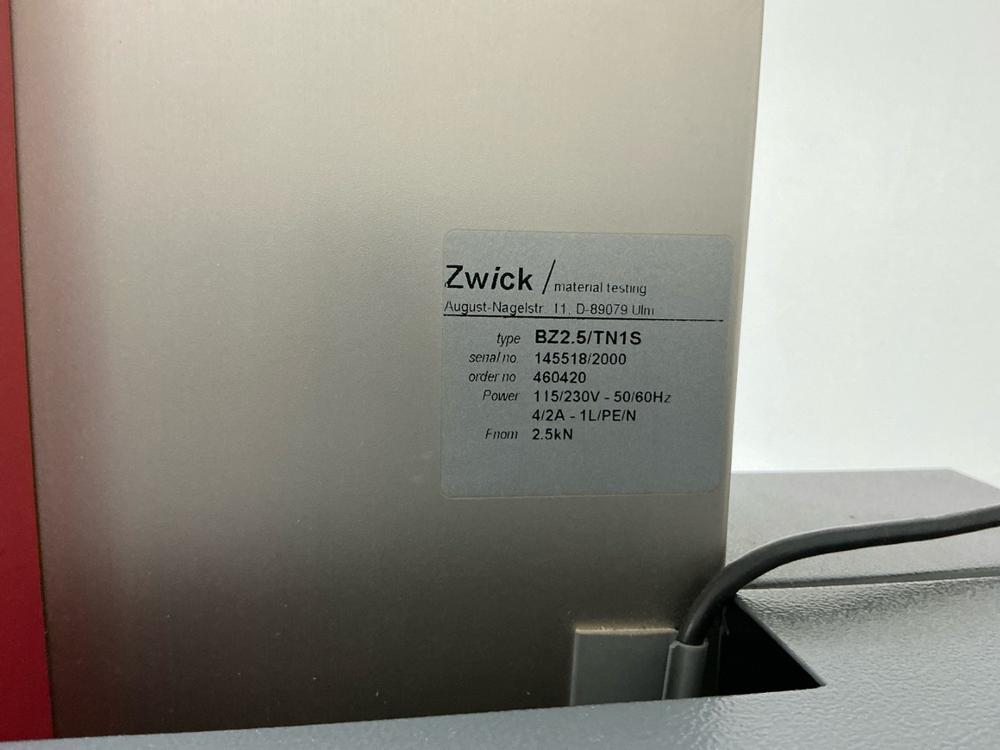 Zwick / material testing
August-Nagelstr. 11, D-89079 Ulm
type BZ2.5/TN1S
serial no. 145518/2000
order no 460420
Power 115/230V - 50/60Hz
4/2A - 1L/PE/N
Fnom 2.5kN